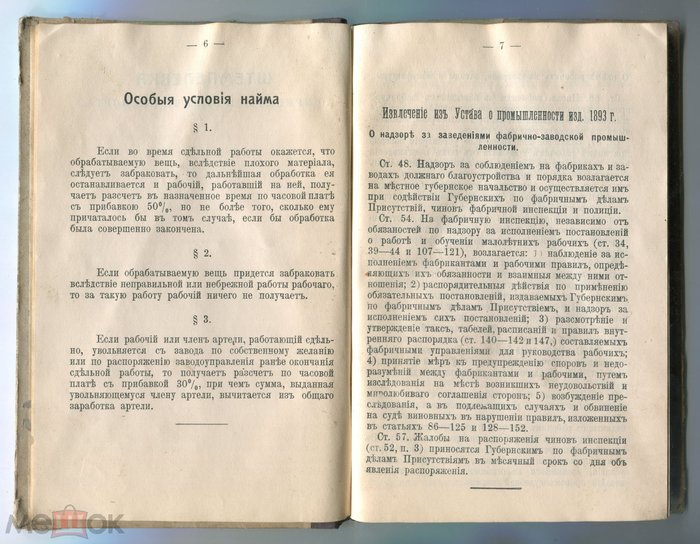 — 6 —
Особыя условія найма
§ 1.
Если во время сдельной работы окажется, что
обрабатываемую вещь, вслѣдствіе плохого матеріала,
слѣдуетъ забраковать, то дальнѣйшая обработка ея
останавливается и рабочій, работавшій на ней, полу-
чаетъ разсчетъ въ назначенное время по часовой платѣ
съ прибавкой 50%, но не болѣе того, сколько ему
причиталось бы въ томъ случаѣ, если бы обработка
была совершенно закончена.
§ 2.
Если обрабатываемую вещь придется забраковать
вслѣдствіе неправильной или небрежной работы рабочаго,
то за такую работу рабочій ничего не получаетъ.
§ 3.
Если рабочій или членъ артели, работающій сдѣль-
но, увольняется съ завода по собственному желанію
или по распоряженію заводоуправленія ранѣе окончанія
сдѣльной работы, то получаетъ разсчетъ по часовой
платѣ съ прибавкой 30%, при чемъ сумма, выданная
увольняющемуся члену артели, вычитается изъ общаго
заработка артели.
— 7 —
Извлеченіе изъ Устава о промышленности изд. 1893 г.
О надзорѣ за заведеніями фабрично-заводской промыш-
ленности.
Ст. 48. Надзоръ за соблюденіемъ на фабрикахъ и за-
водахъ должнаго благоустройства и порядка возлагается
на мѣстное губернское начальство и осуществляется имъ
при содѣйствіи Губернскихъ по фабричнымъ дѣламъ
Присутствій, чиновъ фабричной инспекціи и полиціи.
Ст. 54. На фабричную инспекцію, независимо отъ
обязанностей по надзору за исполненіемъ постановленій
о работѣ и обученіи малолѣтнихъ рабочихъ (ст. 34,
39—44 и 107—121), возлагается: 1) наблюденіе за ис-
полненіемъ фабрикантами и рабочими правилъ, опредѣ-
ляющихъ ихъ обязанности и взаимныя между ними от-
ношенія; 2) распорядительныя дѣйствія по примѣненію
обязательныхъ постановленій, издаваемыхъ Губернскимъ
по фабричнымъ дѣламъ Присутствіемъ, и надзоръ за
исполненіемъ сихъ постановленій; 3) разсмотрѣніе и
утвержденіе таксъ, табелей, расписаній и правилъ внут-
ренняго распорядка (ст. 140—142 и 147,) составляемыхъ
фабричными управленіями для руководства рабочихъ;
4) принятіе мѣръ къ предупрежденію споровъ и недо-
разумѣній между фабрикантами и рабочими, путемъ
изслѣдованія на мѣстѣ возникшихъ неудовольствій и
миролюбиваго соглашенія сторонъ; 5) возбужденіе пре-
слѣдованія, а въ подлежащихъ случаяхъ и обвиненіе
на судѣ виновныхъ въ нарушеніи правилъ, изложенныхъ
въ статьяхъ 86—125 и 128—152.
Ст. 57. Жалобы на распоряженія чиновъ инспекціи
(ст. 52, п. 3) приносятся Губернскимъ по фабричнымъ
дѣламъ Присутствіямъ въ мѣсячный срокъ со дня объ
явленія распоряженія.
мешок